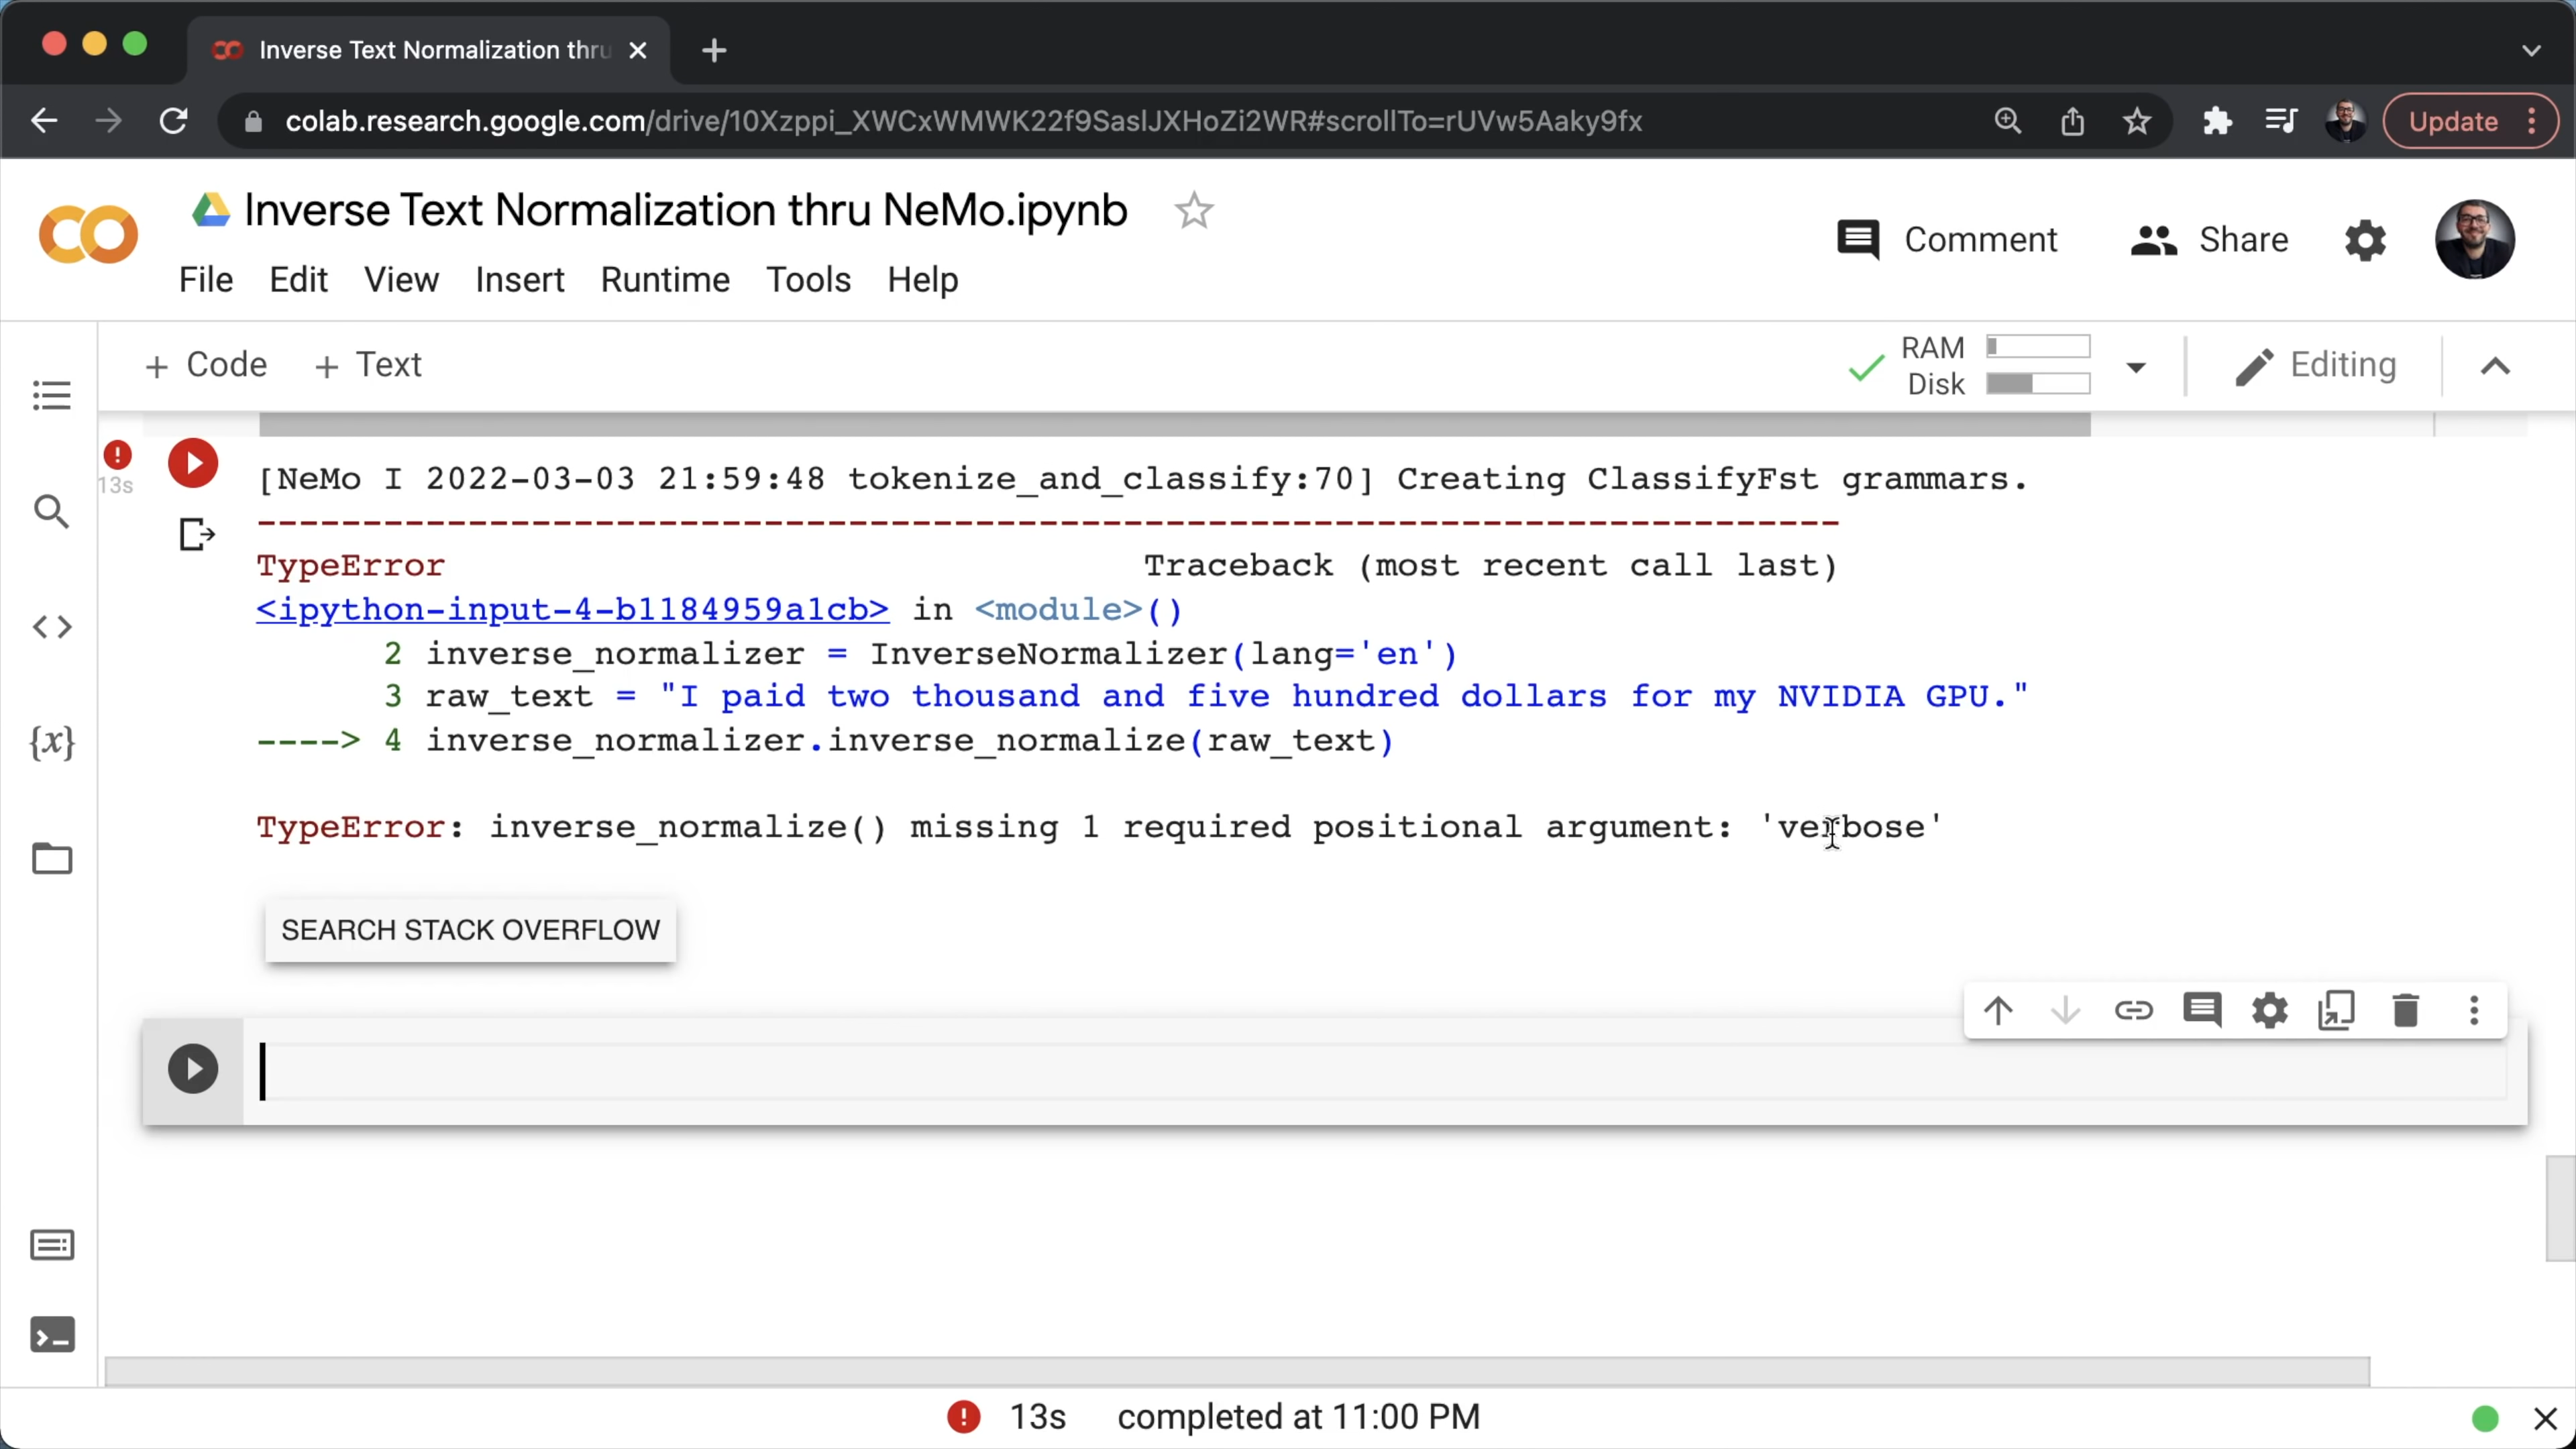 Inverse Text Normalization thru
colab.research.google.com/drive/10Xzppi_XWCxWMWK22f9SaslJXHoZi2WR#scrollTo=rUVw5Aaky9fx
Update
Inverse Text Normalization thru NeMo.ipynb
Comment
Share
File Edit View Insert Runtime Tools Help
+ Code + Text
RAM
Disk
Editing
13s
[NeMo I 2022-03-03 21:59:48 tokenize_and_classify:70] Creating ClassifyFst grammars.
---------------------------------------------------------------------------
TypeError Traceback (most recent call last)
<ipython-input-4-b1184959a1cb> in <module>()
2 inverse_normalizer = InverseNormalizer(lang='en')
3 raw_text = "I paid two thousand and five hundred dollars for my NVIDIA GPU."
----> 4 inverse_normalizer.inverse_normalize(raw_text)
TypeError: inverse_normalize() missing 1 required positional argument: 'verbose'
SEARCH STACK OVERFLOW
13s completed at 11:00 PM